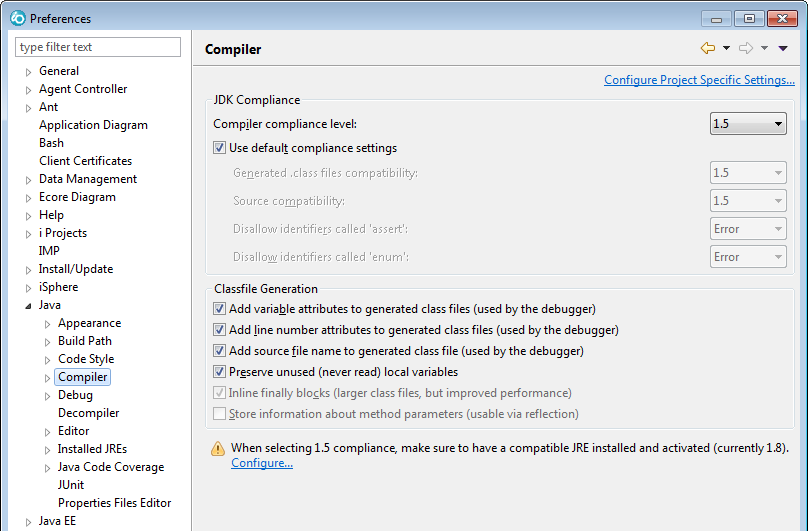 Preferences
type filter text
General
Agent Controller
Ant
Application Diagram
Bash
Client Certificates
Data Management
Ecore Diagram
Help
i Projects
IMP
Install/Update
iSphere
Java
Appearance
Build Path
Code Style
Compiler
Debug
Decompiler
Editor
Installed JREs
Java Code Coverage
JUnit
Properties Files Editor
Java EE
Compiler
Configure Project Specific Settings...
JDK Compliance
Compiler compliance level: 1.5
Use default compliance settings
Generated .class files compatibility: 1.5
Source compatibility: 1.5
Disallow identifiers called 'assert': Error
Disallow identifiers called 'enum': Error
Classfile Generation
Add variable attributes to generated class files (used by the debugger)
Add line number attributes to generated class files (used by the debugger)
Add source file name to generated class file (used by the debugger)
Preserve unused (never read) local variables
Inline finally blocks (larger class files, but improved performance)
Store information about method parameters (usable via reflection)
When selecting 1.5 compliance, make sure to have a compatible JRE installed and activated (currently 1.8).
Configure...